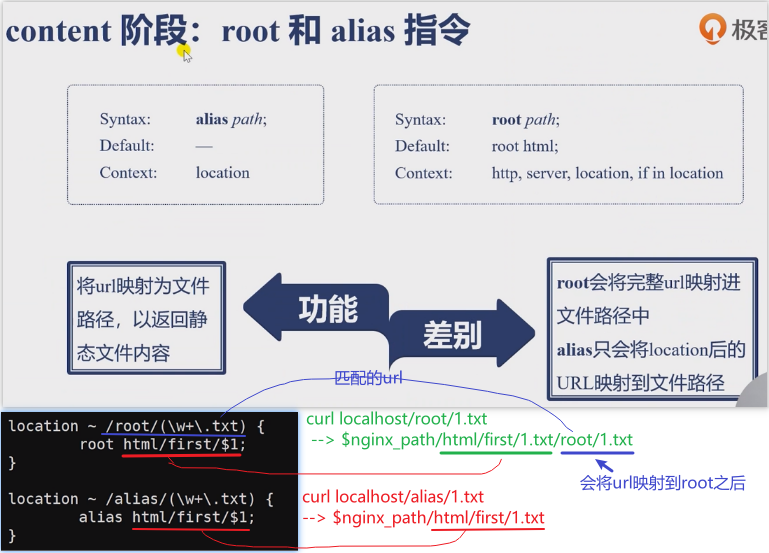 content 阶段：root 和 alias 指令
极客
Syntax: alias path;
Default: —
Context: location
Syntax: root path;
Default: root html;
Context: http, server, location, if in location
将url映射为文件
路径，以返回静
态文件内容
功能
差别
root会将完整url映射进
文件路径中
alias只会将location后的
URL映射到文件路径
匹配的url
location ~ /root/(\w+\.txt) {
root html/first/$1;
}
curl localhost/root/1.txt
--> $nginx_path/html/first/1.txt/root/1.txt
会将url映射到root之后
location ~ /alias/(\w+\.txt) {
alias html/first/$1;
}
curl localhost/alias/1.txt
--> $nginx_path/html/first/1.txt